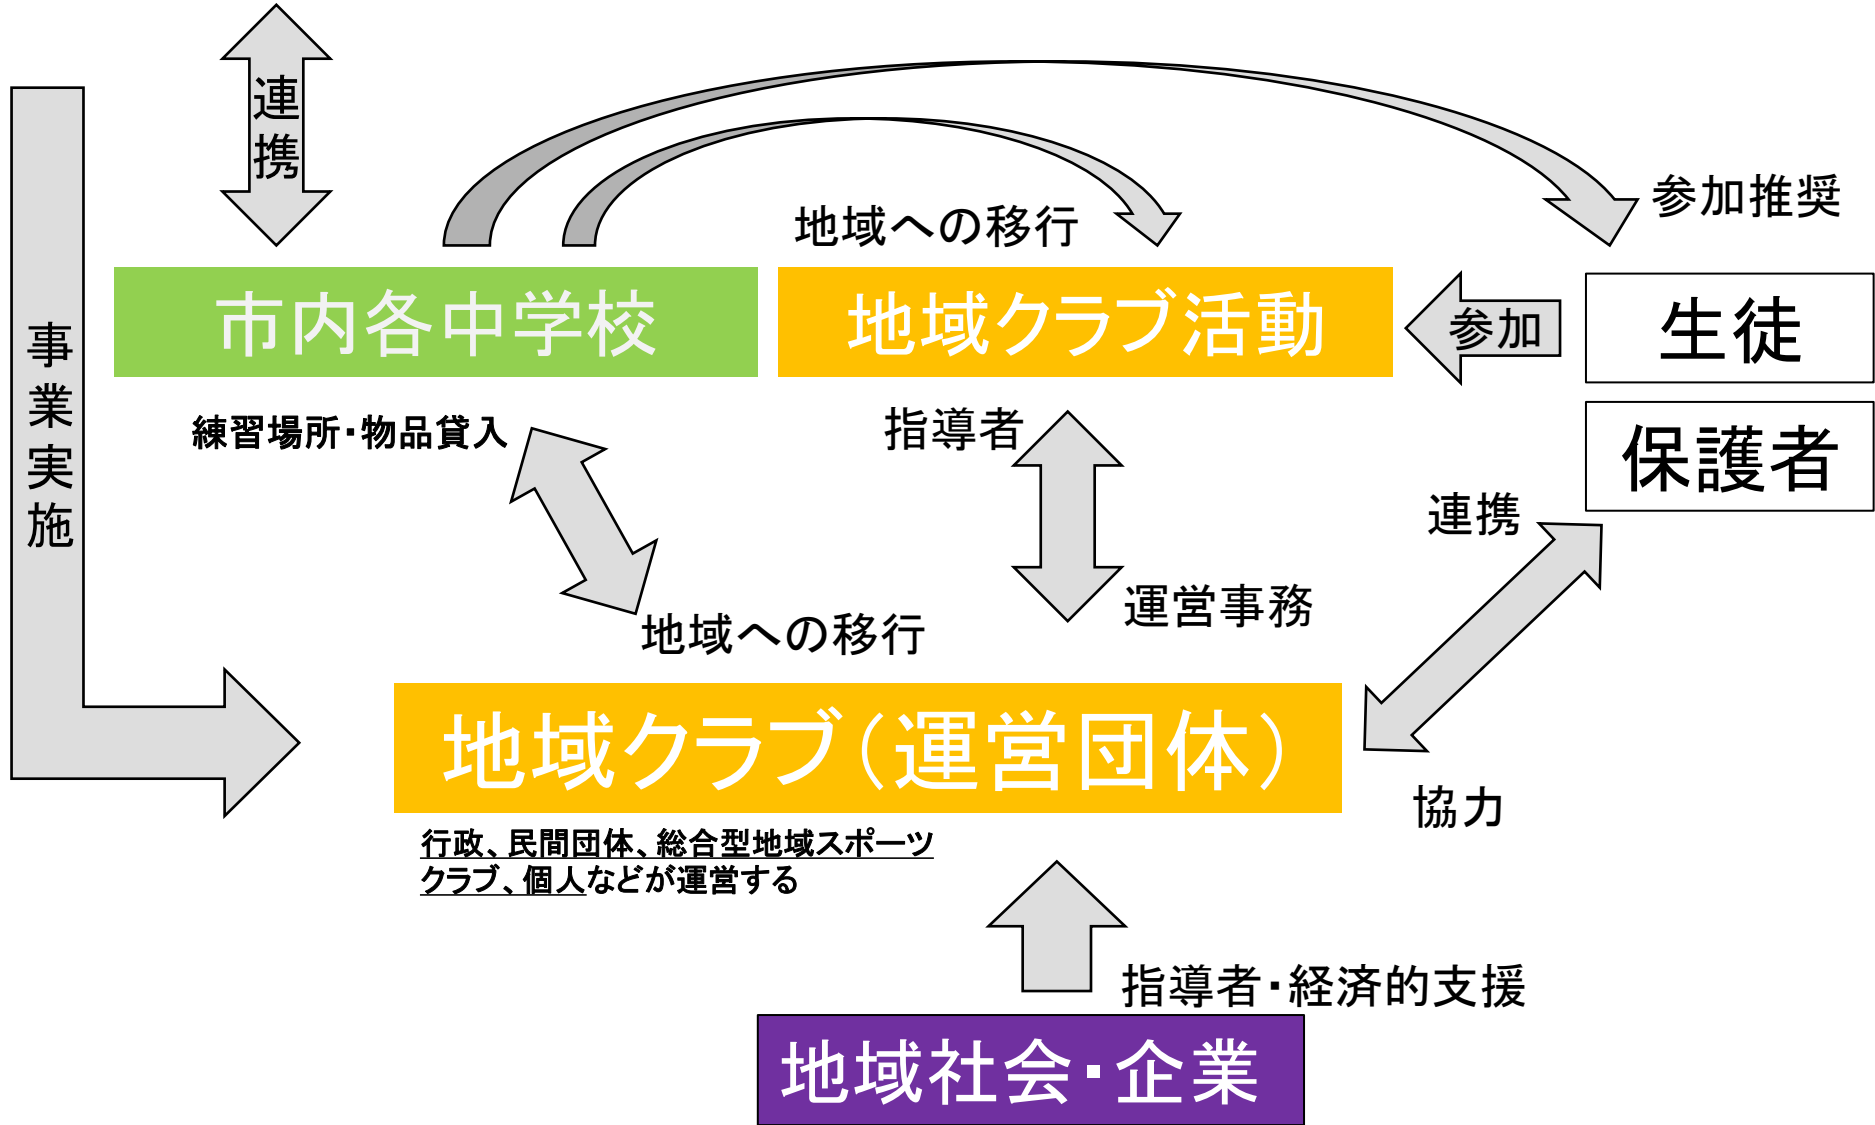 連携
参加推奨
地域への移行
市内各中学校
地域クラブ活動
参加
生徒
事業実施
練習場所・物品貸入
指導者
保護者
連携
運営事務
地域への移行
地域クラブ（運営団体）
協力
行政、民間団体、総合型地域スポーツ
クラブ、個人などが運営する
指導者・経済的支援
地域社会・企業